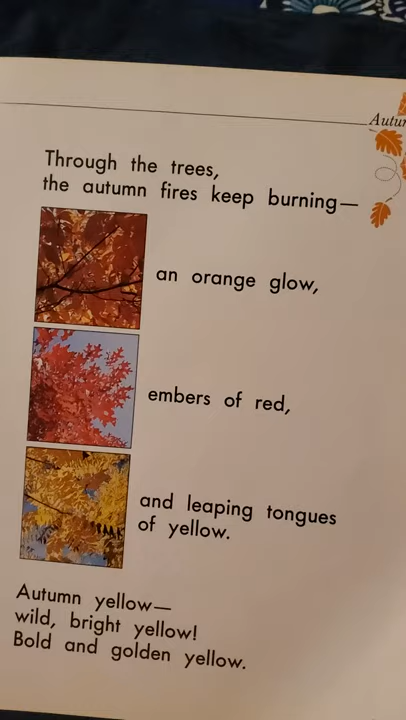 Through the trees,
the autumn fires keep burning—
an orange glow,
embers of red,
and leaping tongues
of yellow.
Autumn yellow—
wild, bright yellow!
Bold and golden yellow.